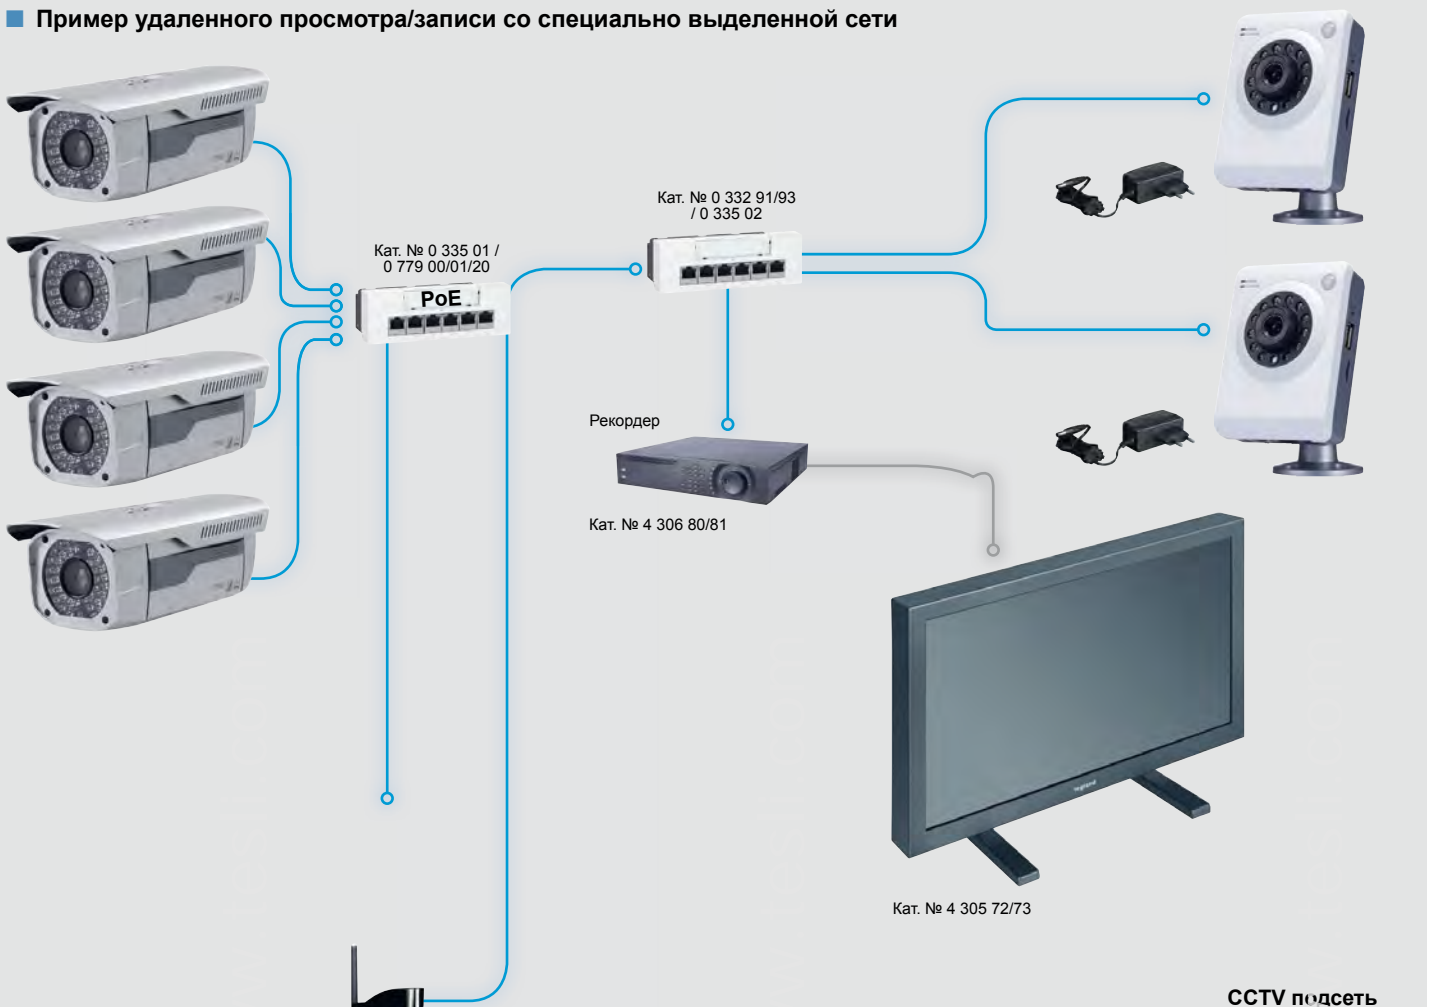 Пример удаленного просмотра/записи со специально выделенной сети
Кат. № 0 332 91/93
/ 0 335 02
Кат. № 0 335 01 /
0 779 00/01/20
PoE
Рекордер
Кат. № 4 306 80/81
legrand
Кат. № 4 305 72/73
CCTV подсеть